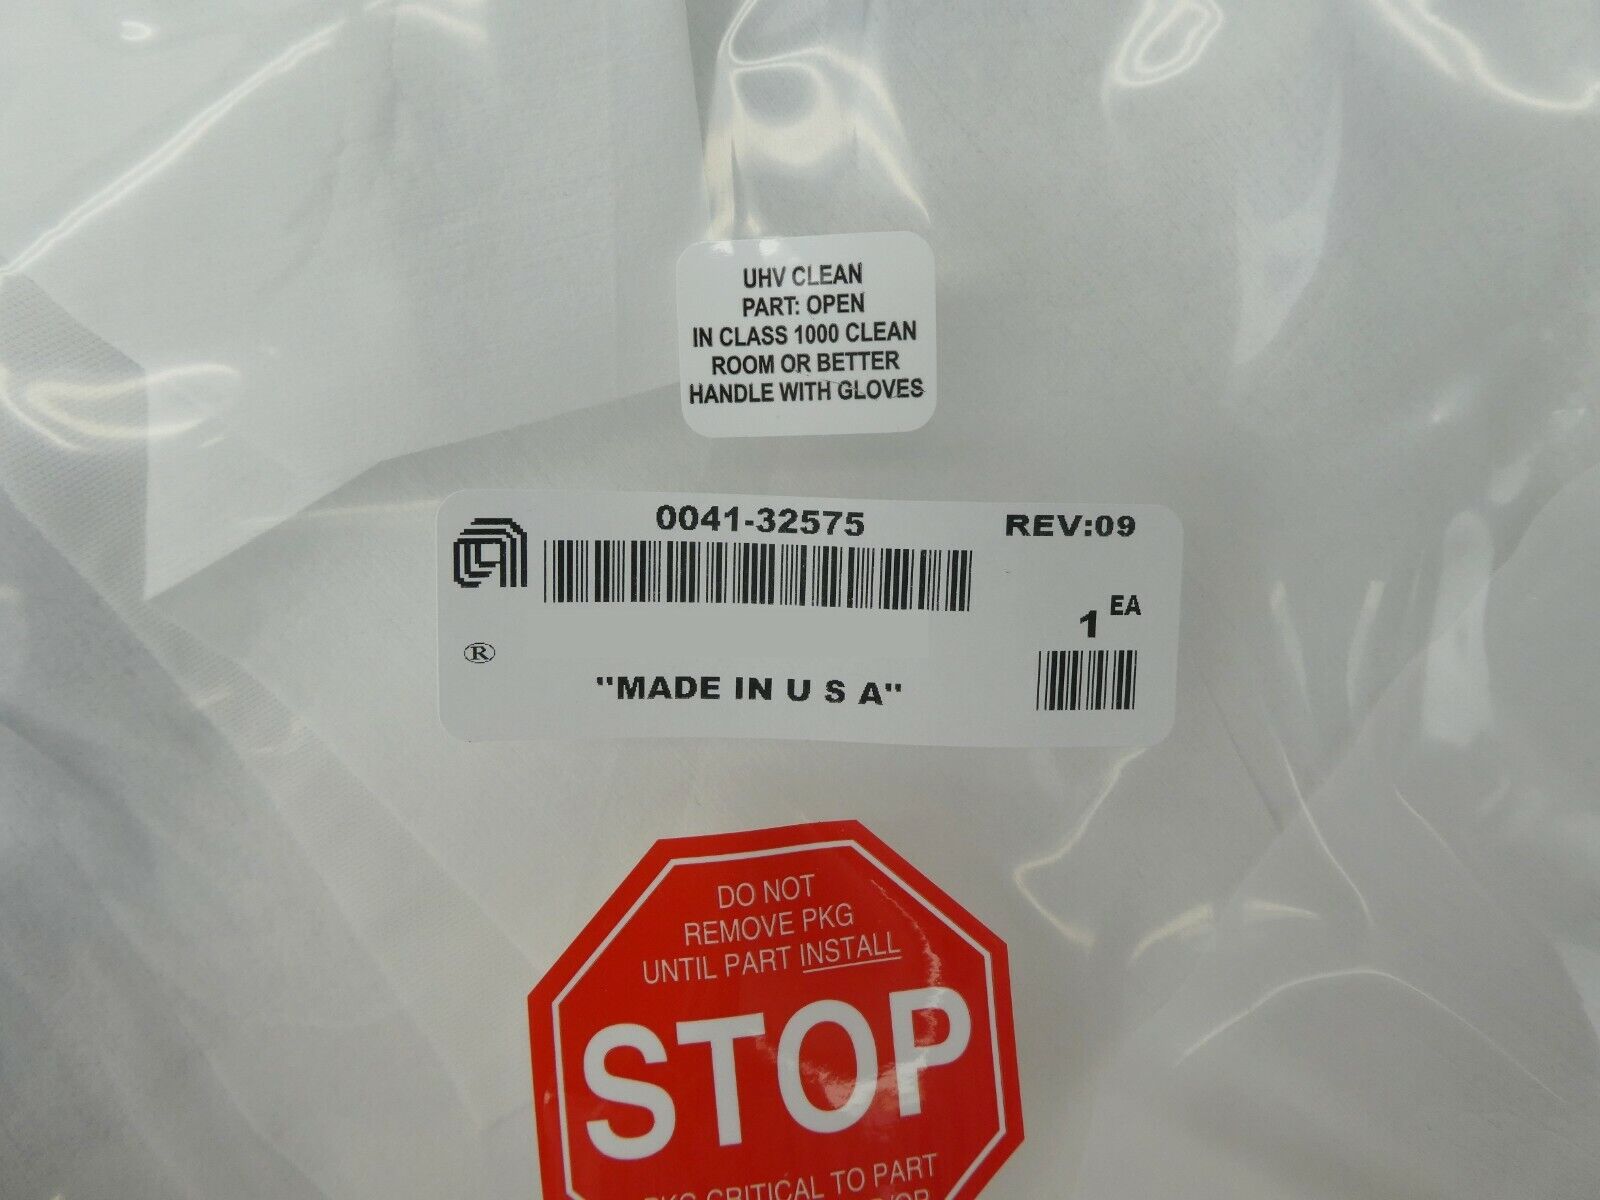 UHV CLEAN
PART: OPEN
IN CLASS 1000 CLEAN
ROOM OR BETTER
HANDLE WITH GLOVES
0041-32575 REV:09
1 EA
®
"MADE IN U S A"
DO NOT
REMOVE PKG
UNTIL PART INSTALL
STOP
PKG CRITICAL TO PART